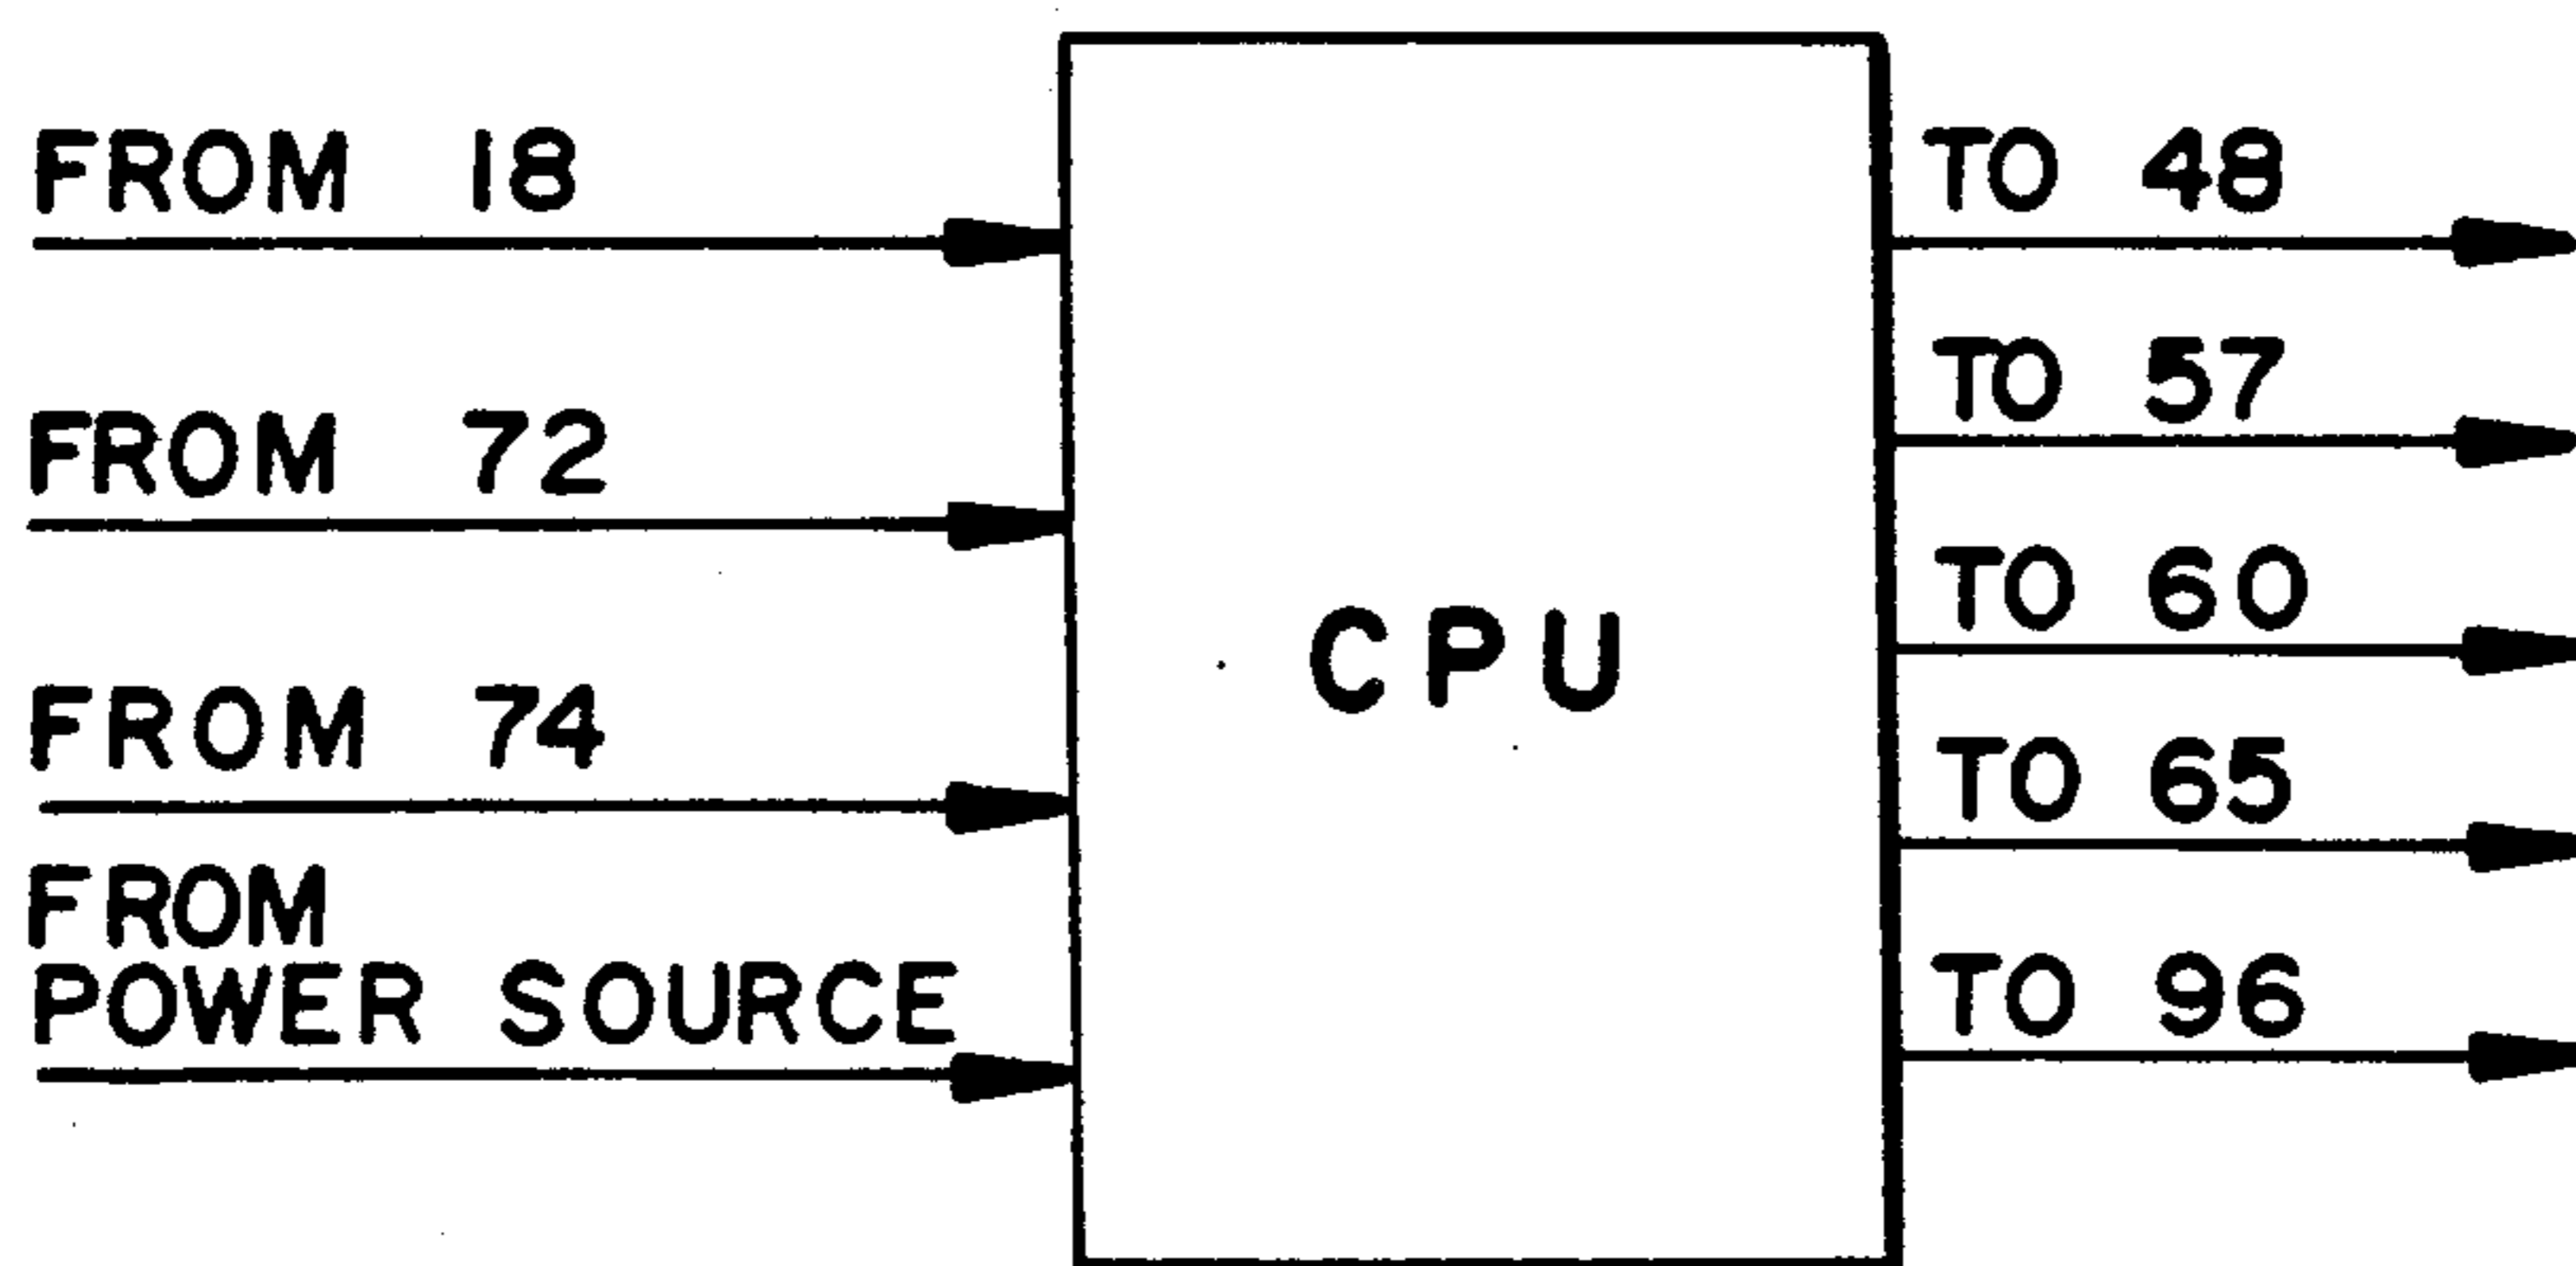 FROM 18
FROM 72
FROM 74
FROM
POWER SOURCE
CPU
TO 48
TO 57
TO 60
TO 65
TO 96